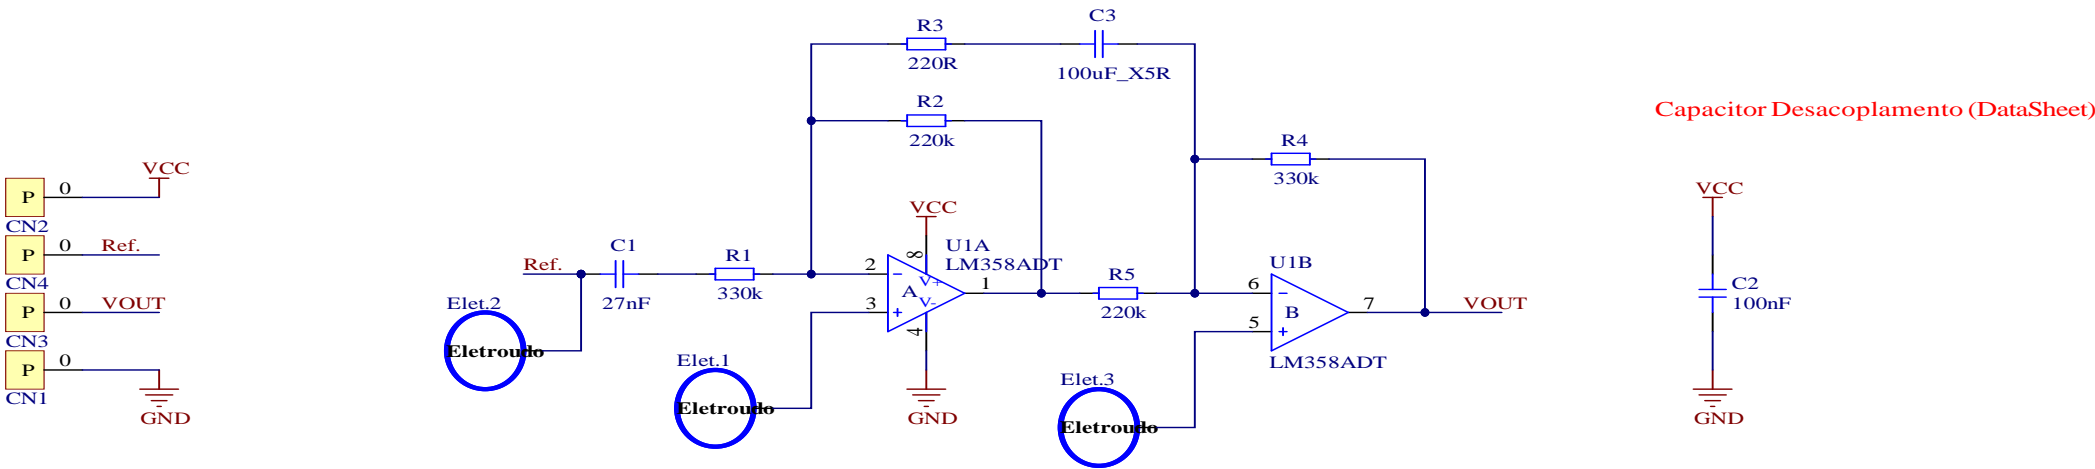 R3
220R
C3
100uF_X5R
R2
220k
Capacitor Desacoplamento (DataSheet)
R4
330k
VCC
P
0
CN2
P
0
Ref.
CN4
P
0
VOUT
CN3
P
0
CN1
GND
Ref.
C1
27nF
R1
330k
Elet.2
Eletroudo
Elet.1
Eletroudo
VCC
8
U1A
LM358ADT
2
3
A
V+
V-
1
4
GND
R5
220k
Elet.3
Eletroudo
U1B
6
5
B
7
LM358ADT
VOUT
VCC
C2
100nF
GND